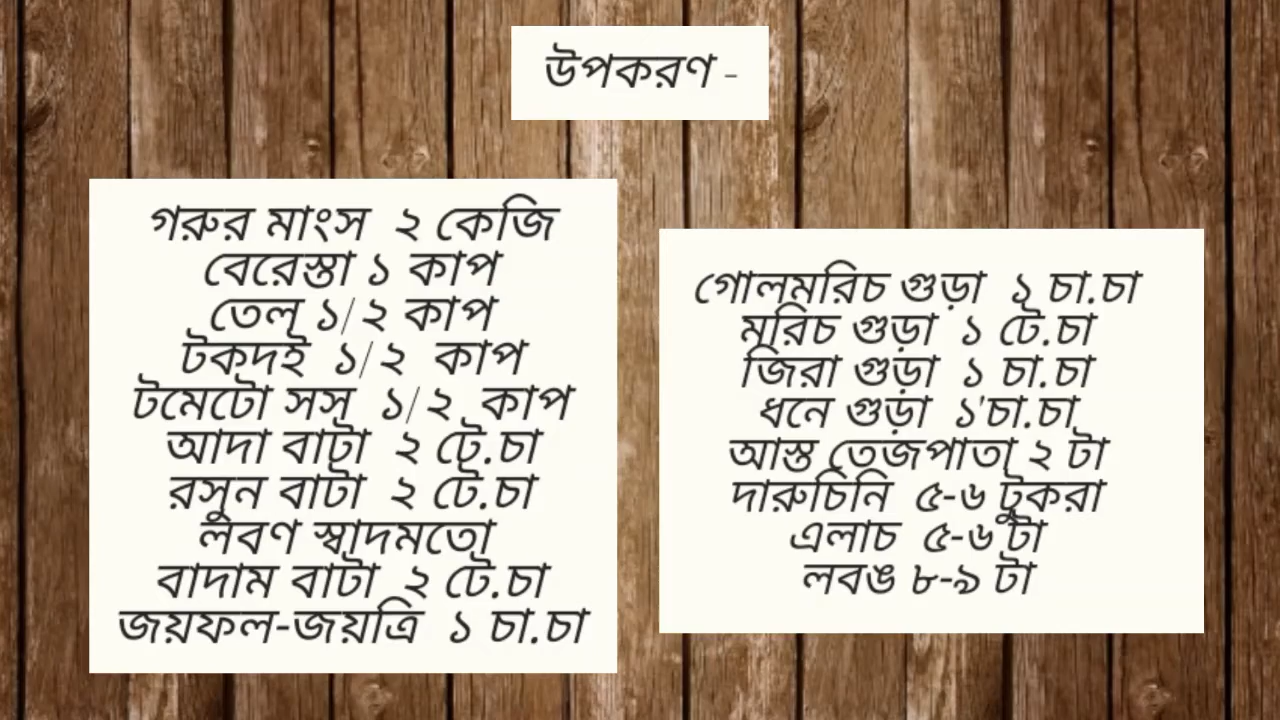 উপকরণ -
গরুর মাংস ২ কেজি
বেরেস্তা ১ কাপ
তেল ১/২ কাপ
টকদই ১/২ কাপ
টমেটো সস ১/২ কাপ
আদা বাটা ২ টে.চা
রসুন বাটা ২ টে.চা
লবণ স্বাদমতো
বাদাম বাটা ২ টে.চা
জয়ফল-জয়ত্রি ১ চা.চা
গোলমরিচ গুড়া ১ চা.চা
মরিচ গুড়া ১ টে.চা
জিরা গুড়া ১ চা.চা
ধনে গুড়া ১'চা.চা
আস্ত তেজপাতা ২ টা
দারুচিনি ৫-৬ টুকরা
এলাচ ৫-৬ টা
লবঙ ৮-৯ টা